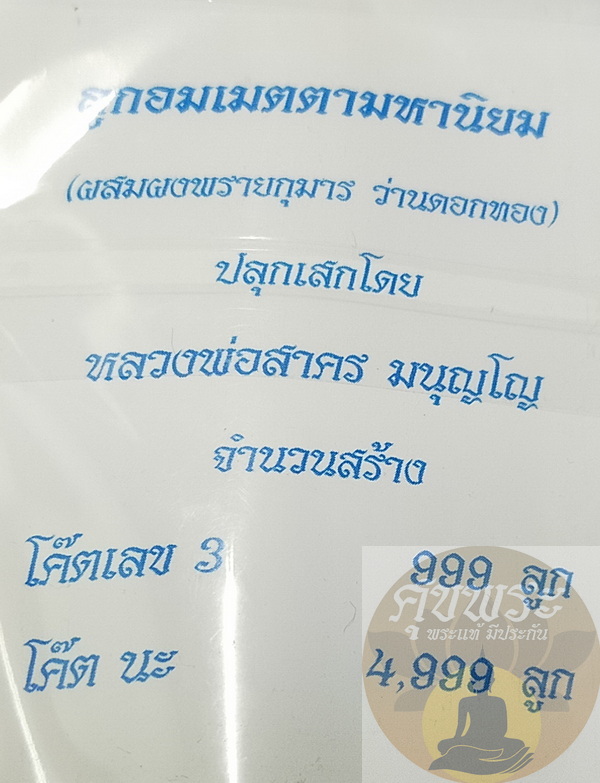 ลูกอมเมตตามหานิยม
(ผสมผงพรายกุมาร ว่านดอกทอง)
ปลุกเสกโดย
หลวงพ่อสาคร มนุญโญ
จำนวนสร้าง
โค๊ตเลข 3 999 ลูก
โค๊ต นะ 4,999 ลูก
คุขพระ
พระแท้ มีประกัน